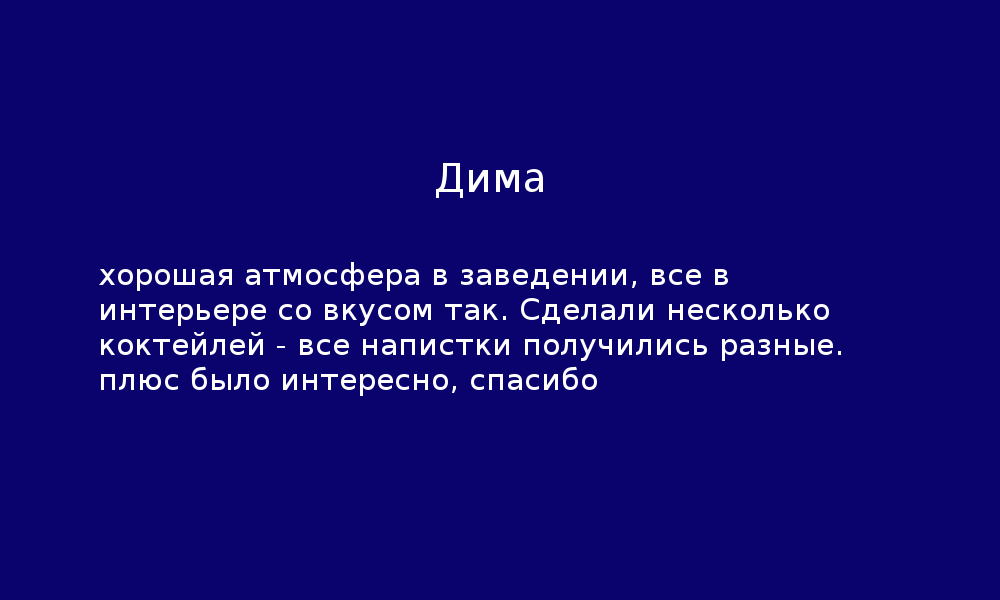 Дима
хорошая атмосфера в заведении, все в
интерьере со вкусом так. Сделали несколько
коктейлей - все напистки получились разные.
плюс было интересно, спасибо